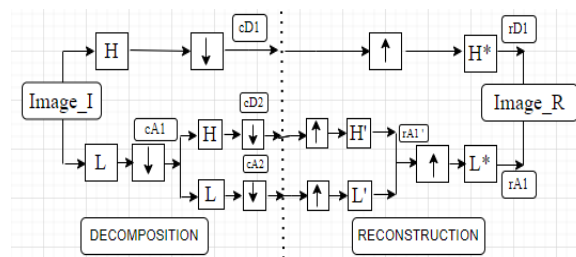 cD1
rD1
H ↓ ↑ H*
Image_I
Image_R
cD2
cA1
H ↓ ↑ H'
rA1'
L ↓
↑ L*
cA2
L ↓ ↑ L'
rA1
DECOMPOSITION
RECONSTRUCTION